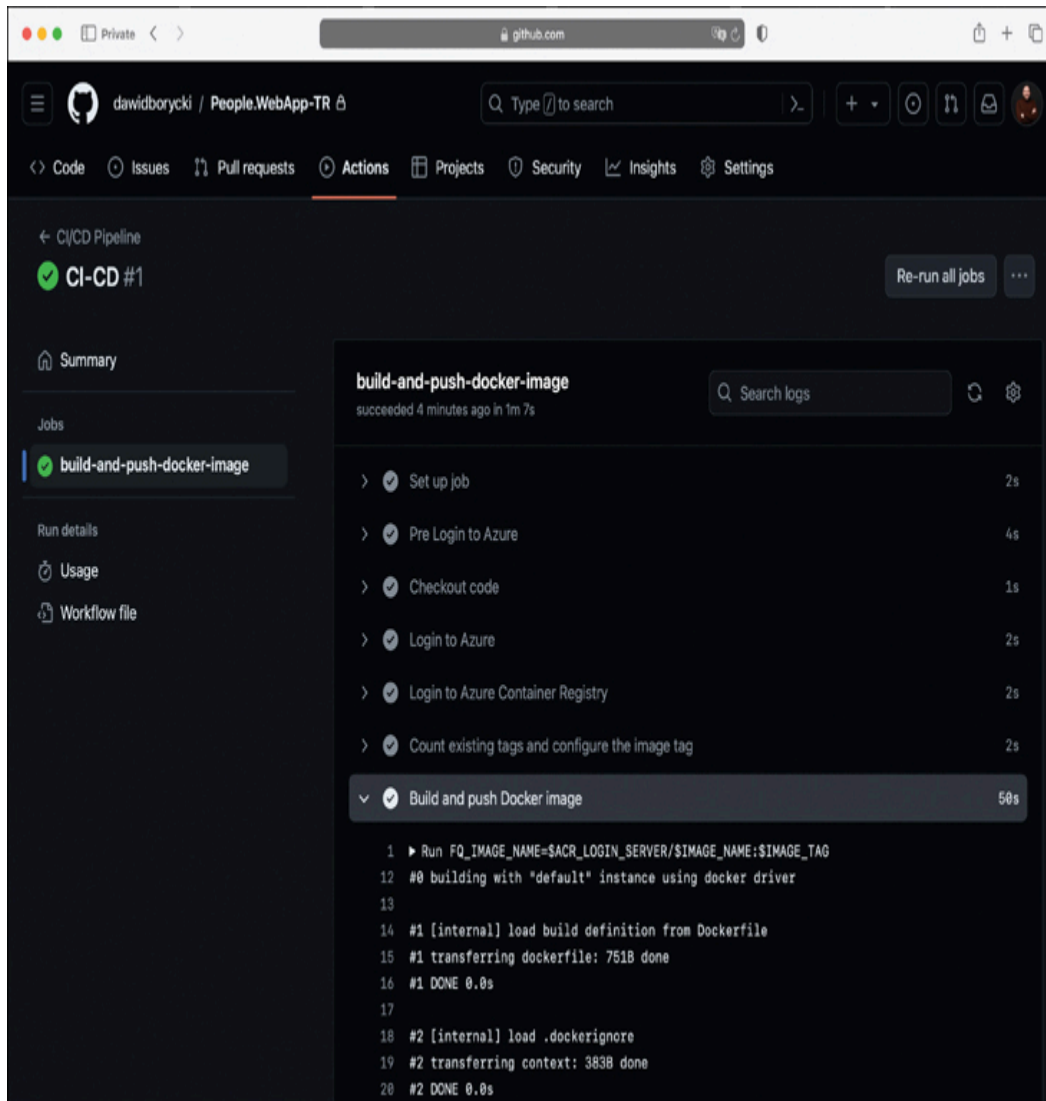 Private
github.com
dawidborycki / People.WebApp-TR
Type / to search
Code Issues Pull requests Actions Projects Security Insights Settings
← CI/CD Pipeline
CI-CD #1
Re-run all jobs
Summary
build-and-push-docker-image
succeeded 4 minutes ago in 1m 7s
Search logs
Jobs
build-and-push-docker-image
Run details
Usage
Workflow file
Set up job 2s
Pre Login to Azure 4s
Checkout code 1s
Login to Azure 2s
Login to Azure Container Registry 2s
Count existing tags and configure the image tag 2s
Build and push Docker image 50s
1 ▶ Run FQ_IMAGE_NAME=$ACR_LOGIN_SERVER/$IMAGE_NAME:$IMAGE_TAG
12 #0 building with "default" instance using docker driver
13
14 #1 [internal] load build definition from Dockerfile
15 #1 transferring dockerfile: 751B done
16 #1 DONE 0.0s
17
18 #2 [internal] load .dockerignore
19 #2 transferring context: 383B done
20 #2 DONE 0.0s